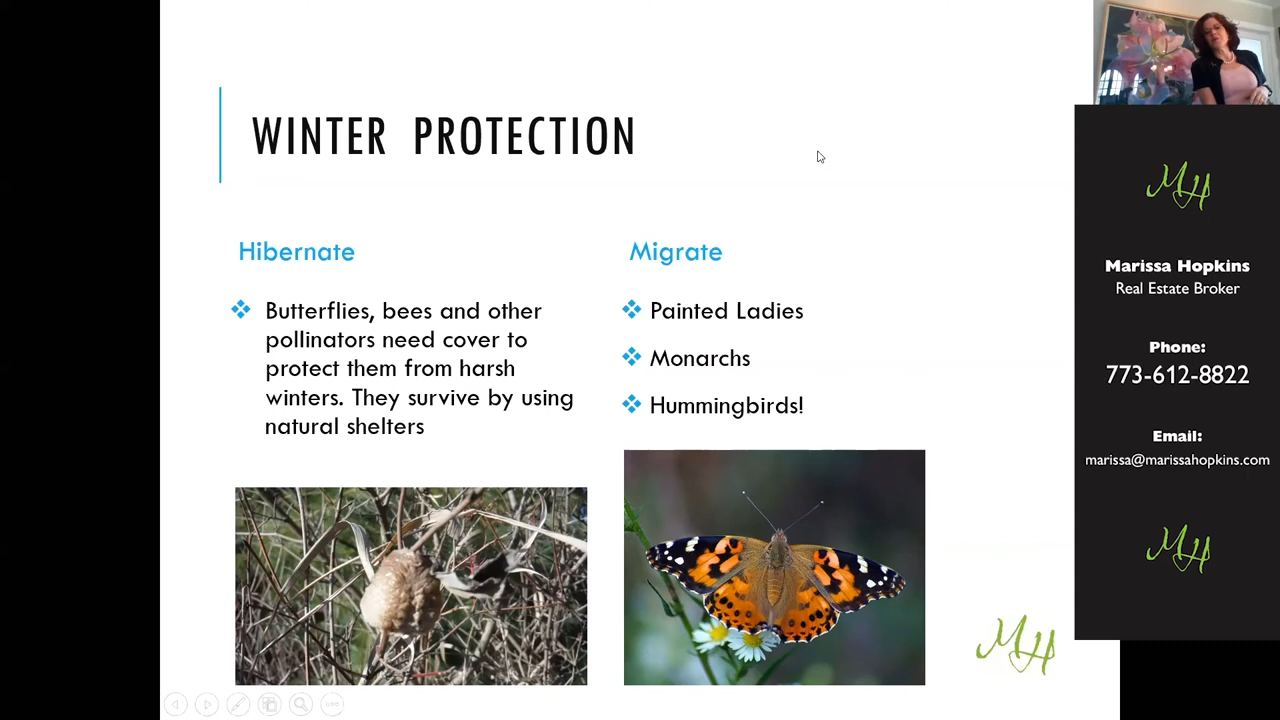 WINTER PROTECTION
Hibernate
Butterflies, bees and other
pollinators need cover to
protect them from harsh
winters. They survive by using
natural shelters
Migrate
Painted Ladies
Monarchs
Hummingbirds!
MH
MH
Marissa Hopkins
Real Estate Broker
Phone:
773-612-8822
Email:
marissa@marissahopkins.com
MH